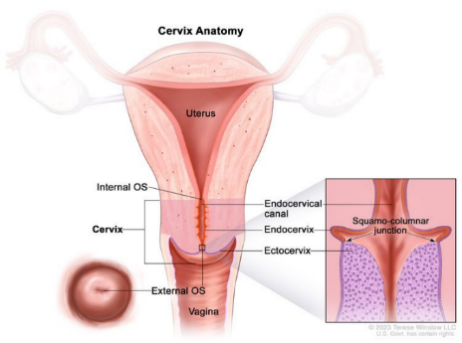 Cervix Anatomy
Uterus
Internal OS
Endocervical
canal
Squamo-columnar
junction
Cervix
Endocervix
Ectocervix
External OS
Vagina
© 2023 Terese Winslow LLC
U.S. Govt. has certain rights